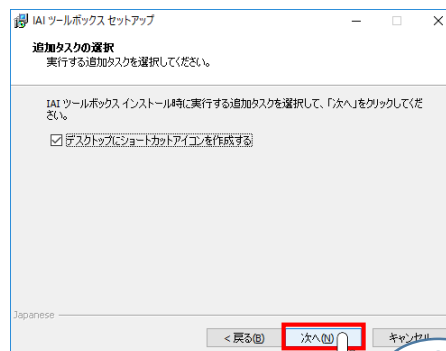 IAI ツールボックス セットアップ
追加タスクの選択
実行する追加タスクを選択してください。
IAI ツールボックス インストール時に実行する追加タスクを選択して、「次へ」をクリックしてくだ
さい。
デスクトップにショートカットアイコンを作成する
Japanese
< 戻る(B) 次へ(N) キャンセル